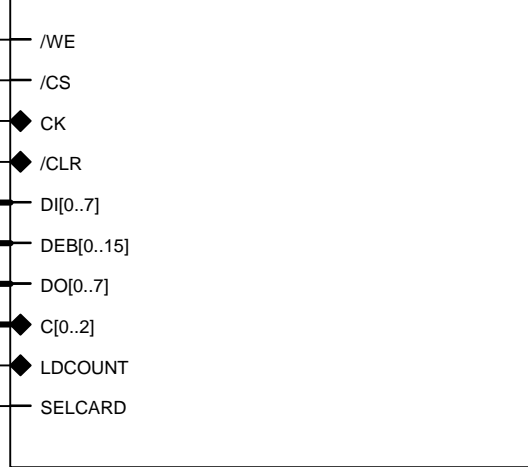 /WE
/CS
CK
/CLR
DI[0..7]
DEB[0..15]
DO[0..7]
C[0..2]
LDCOUNT
SELCARD